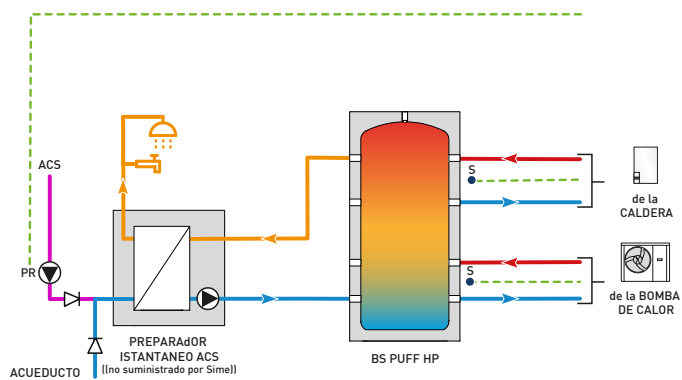 ACS
PR
ACUEDUCTO
PREPARAdOR
ISTANTANEO ACS
((no suministrado por Sime))
BS PUFF HP
S
de la
CALDERA
S
de la BOMBA
DE CALOR